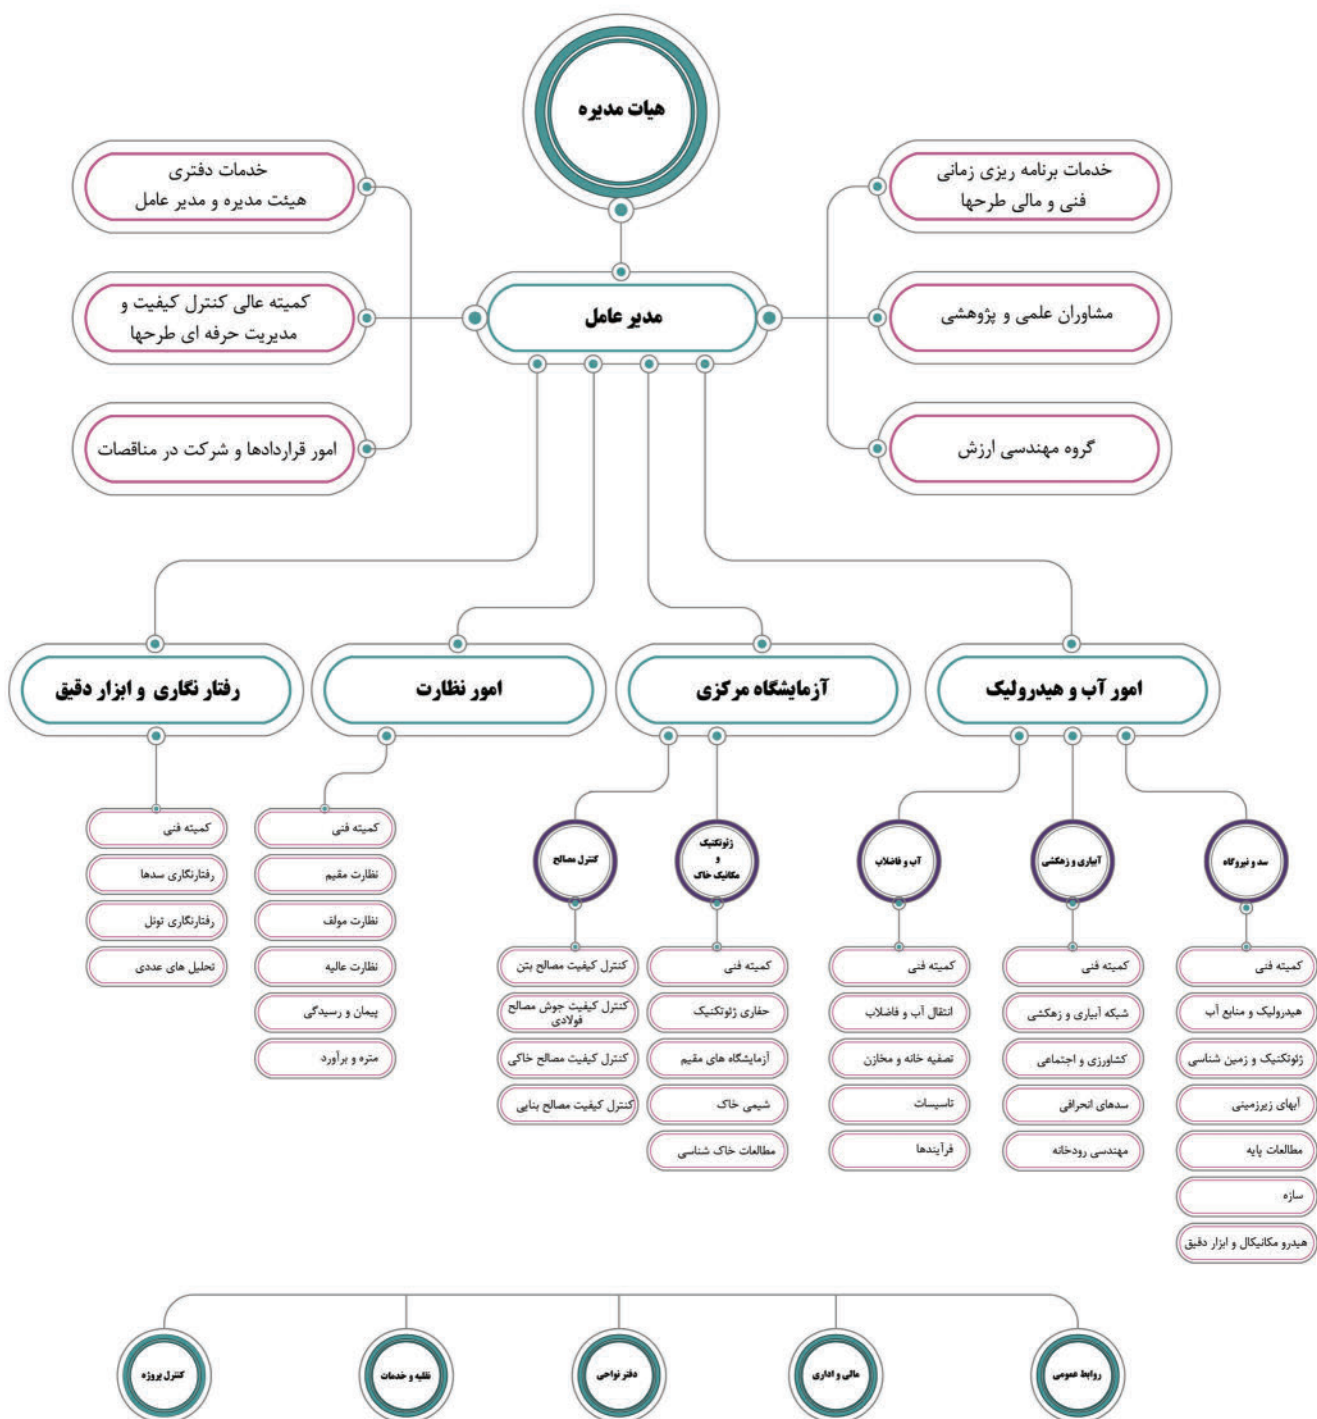 هیات مدیره
خدمات برنامه ریزی زمانی
فنی و مالی طرحها
خدمات دفتری
هیئت مدیره و مدیر عامل
مدیر عامل
مشاوران علمی و پژوهشی
کمیته عالی کنترل کیفیت و
مدیریت حرفه ای طرحها
گروه مهندسی ارزش
امور قراردادها و شرکت در مناقصات
امور آب و هیدرولیک
آزمایشگاه مرکزی
امور نظارت
رفتار نگاری و ابزار دقیق
سد و نیروگاه
کمیته فنی
هیدرولیک و منابع آب
ژئوتکنیک و زمین شناسی
آبهای زیرزمینی
مطالعات پایه
سازه
هیدرو مکانیکال و ابزار دقیق
آبیاری و زهکشی
کمیته فنی
شبکه آبیاری و زهکشی
کشاورزی و اجتماعی
سدهای انحرافی
مهندسی رودخانه
آب و فاضلاب
کمیته فنی
انتقال آب و فاضلاب
تصفیه خانه و مخازن
تاسیسات
فرآیندها
ژئوتکنیک
و
مکانیک خاک
کمیته فنی
حفاری ژئوتکنیک
آزمایشگاه های مقیم
شیمی خاک
مطالعات خاک شناسی
کنترل مصالح
کنترل کیفیت مصالح بتن
کنترل کیفیت جوش مصالح
فولادی
کنترل کیفیت مصالح خاکی
کنترل کیفیت مصالح بنایی
کمیته فنی
نظارت مقیم
نظارت مولف
نظارت عالیه
پیمان و رسیدگی
متره و برآورد
کمیته فنی
رفتارنگاری سدها
رفتارنگاری تونل
تحلیل های عددی
روابط عمومی
مالی و اداری
دفتر نواحی
نقلیه و خدمات
کنترل پروژه